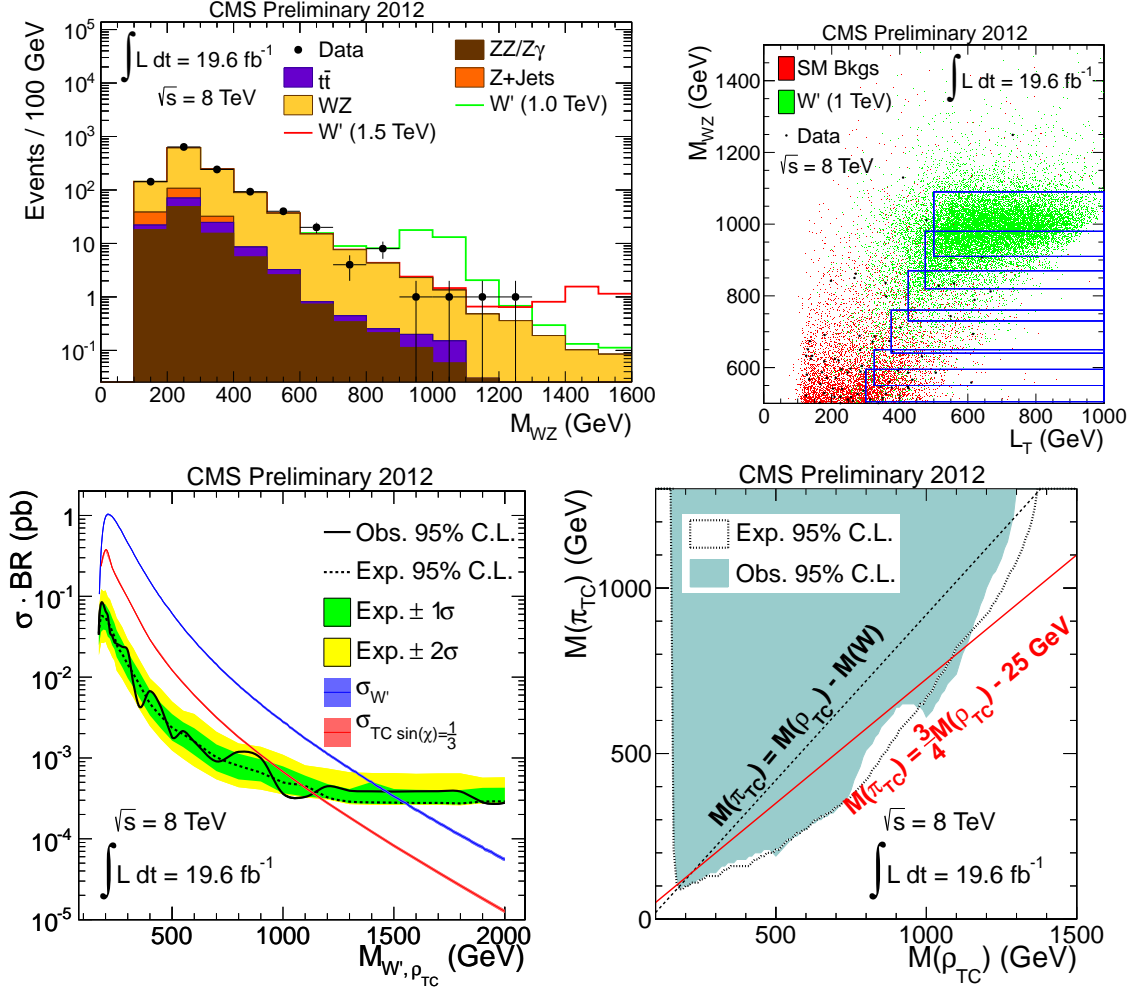 CMS Preliminary 2012
Events / 100 GeV
10⁵
10⁴
10³
10²
10
1
10⁻¹
∫ L dt = 19.6 fb⁻¹
√s = 8 TeV
Data
tt̄
WZ
W' (1.5 TeV)
ZZ/Zγ
Z+Jets
W' (1.0 TeV)
0 200 400 600 800 1000 1200 1400 1600
M_WZ (GeV)
CMS Preliminary 2012
M_WZ (GeV)
1400
1300
1200
1100
1000
900
800
700
600
SM Bkgs
W' (1 TeV)
Data
√s = 8 TeV
∫ L dt = 19.6 fb⁻¹
0 200 400 600 800 1000
L_T (GeV)
CMS Preliminary 2012
σ · BR (pb)
1
10⁻¹
10⁻²
10⁻³
10⁻⁴
10⁻⁵
Obs. 95% C.L.
Exp. 95% C.L.
Exp. ± 1σ
Exp. ± 2σ
σ_W'
σ_TC sin(χ)=1/3
√s = 8 TeV
∫ L dt = 19.6 fb⁻¹
500 1000 1500 2000
M_W', ρ_TC (GeV)
CMS Preliminary 2012
M(π_TC) (GeV)
1000
500
0
Exp. 95% C.L.
Obs. 95% C.L.
M(π_TC) = M(ρ_TC) - M(W)
M(π_TC) = 3/4 M(ρ_TC) - 25 GeV
√s = 8 TeV
∫ L dt = 19.6 fb⁻¹
500 1000 1500
M(ρ_TC) (GeV)